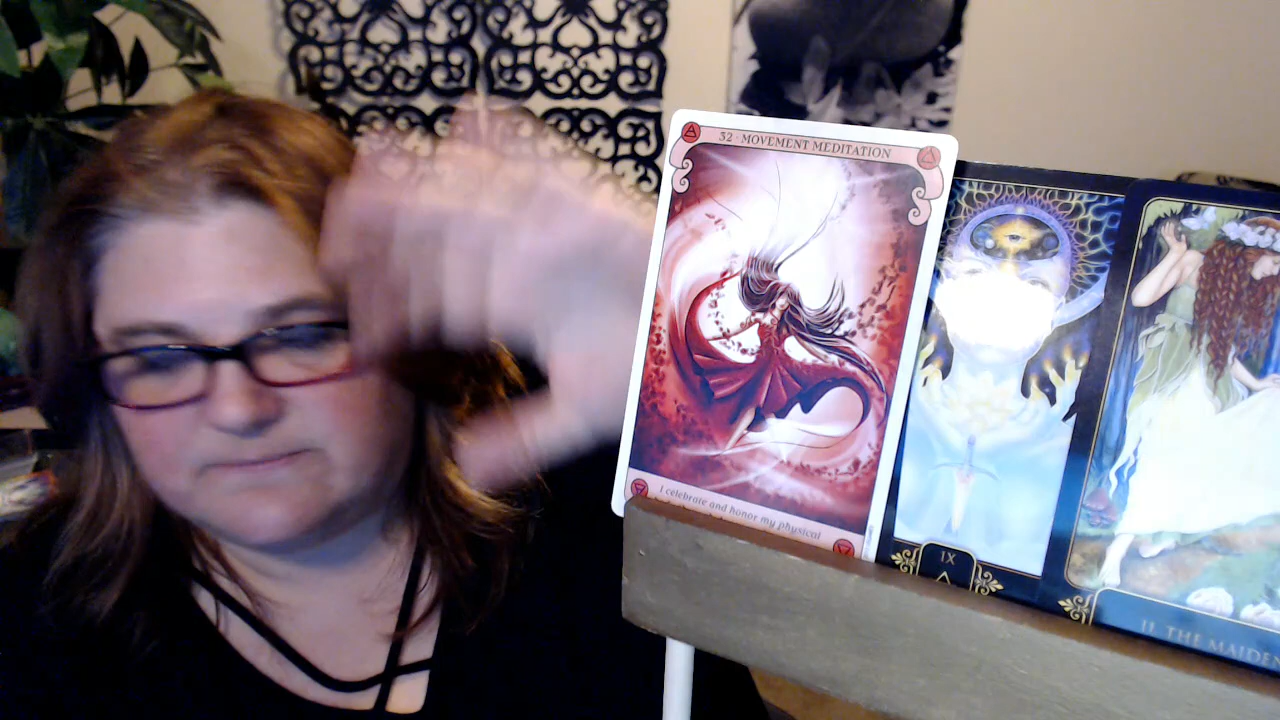 32 · MOVEMENT MEDITATION
I celebrate and honor my physical
IX
II. THE MAIDEN